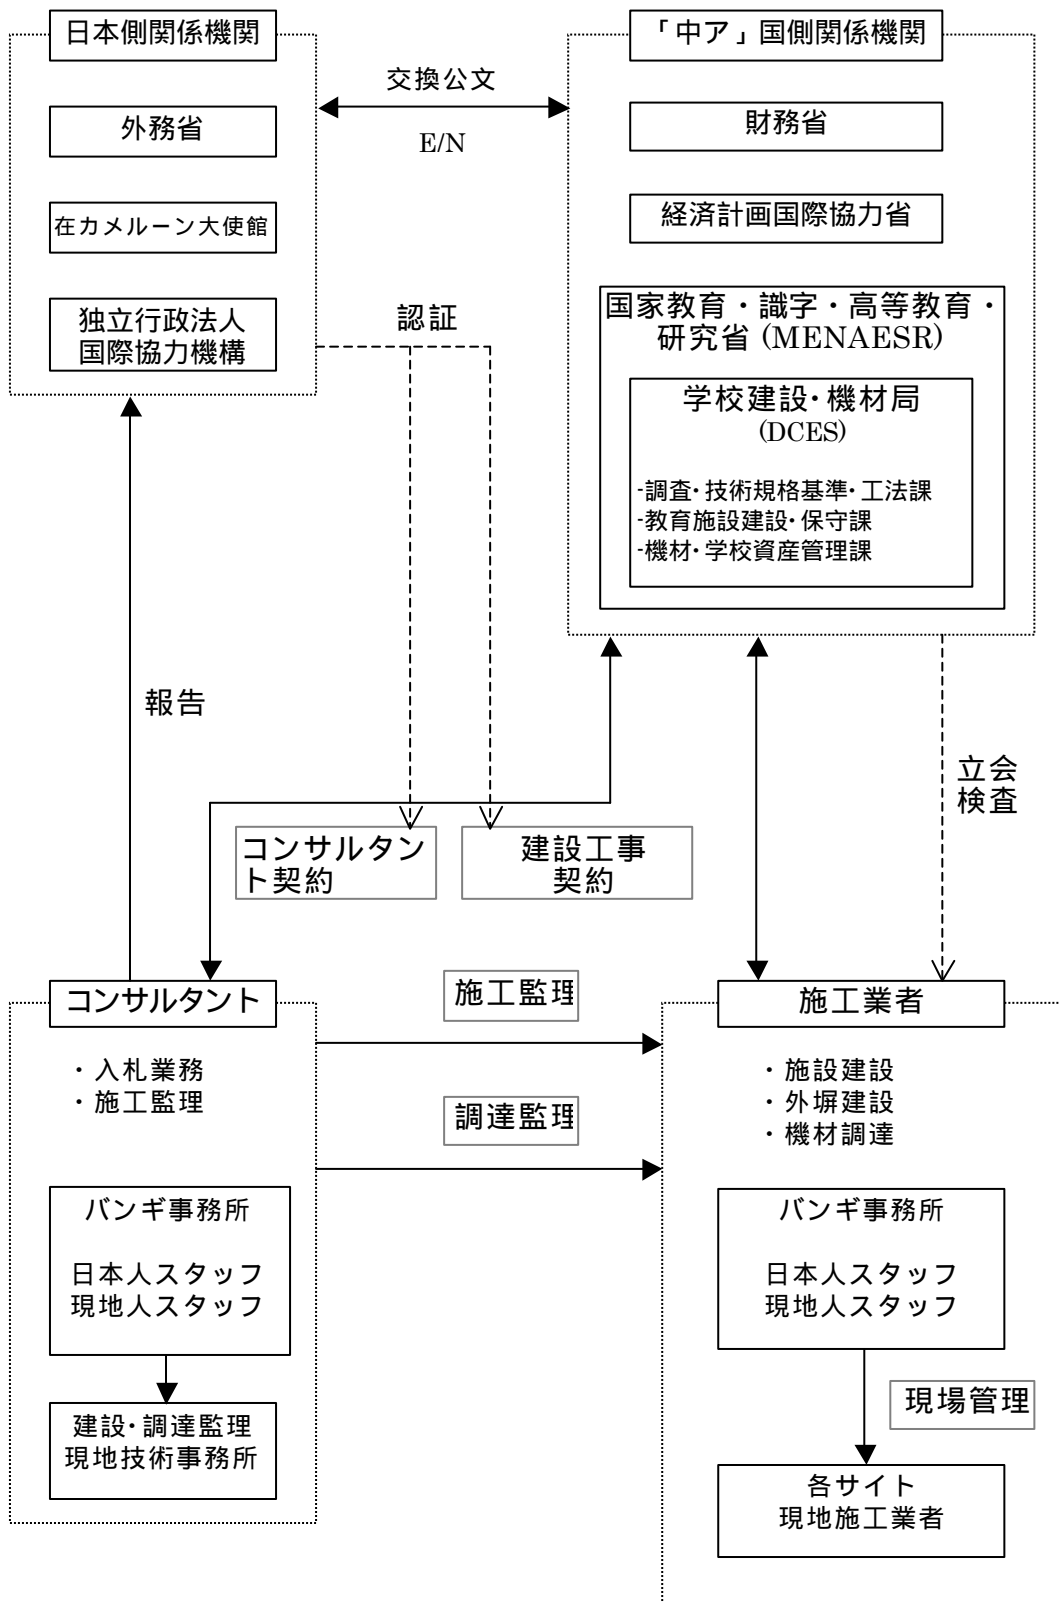 日本側関係機関
外務省
在カメルーン大使館
独立行政法人
国際協力機構
交換公文
E/N
「中ア」国側関係機関
財務省
経済計画国際協力省
国家教育・識字・高等教育・
研究省 (MENAESR)
学校建設・機材局
(DCES)
-調査・技術規格基準・工法課
-教育施設建設・保守課
-機材・学校資産管理課
認証
報告
立会
検査
コンサルタン
ト契約
建設工事
契約
コンサルタント
・入札業務
・施工監理
バンギ事務所
日本人スタッフ
現地人スタッフ
建設・調達監理
現地技術事務所
施工監理
調達監理
施工業者
・施設建設
・外塀建設
・機材調達
バンギ事務所
日本人スタッフ
現地人スタッフ
現場管理
各サイト
現地施工業者